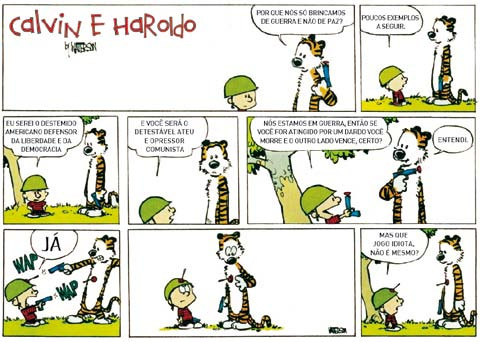 CALVIN E HAROLDO
by WATTERSON
POR QUE NÓS SÓ BRINCAMOS
DE GUERRA E NÃO DE PAZ?
POUCOS EXEMPLOS
A SEGUIR.
EU SEREI O DESTEMIDO
AMERICANO DEFENSOR
DA LIBERDADE E DA
DEMOCRACIA
E VOCÊ SERÁ O
DETESTÁVEL ATEU
E OPRESSOR
COMUNISTA
NÓS ESTAMOS EM GUERRA, ENTÃO SE
VOCÊ FOR ATINGIDO POR UM DARDO VOCÊ
MORRE E O OUTRO LADO VENCE, CERTO?
ENTENDI.
JÁ
WAP
WAP
WATTERSON
MAS QUE
JOGO IDIOTA,
NÃO É MESMO?